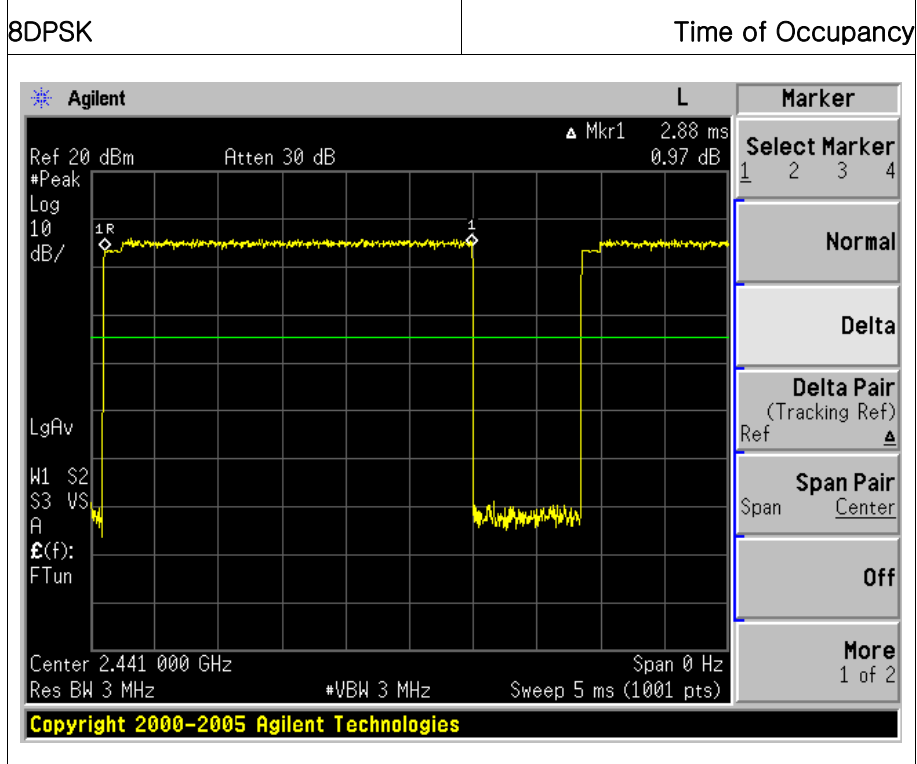 8DPSK Time of Occupancy
Agilent L Marker
Δ Mkr1 2.88 ms
Ref 20 dBm Atten 30 dB 0.97 dB
#Peak
Log
10
dB/
1R
1
LgAv
W1 S2
S3 VS
A
£(f):
FTun
Center 2.441 000 GHz Span 0 Hz
Res BW 3 MHz #VBW 3 MHz Sweep 5 ms (1001 pts)
Select Marker
1 2 3 4
Normal
Delta
Delta Pair
(Tracking Ref)
Ref Δ
Span Pair
Span Center
Off
More
1 of 2
Copyright 2000-2005 Agilent Technologies